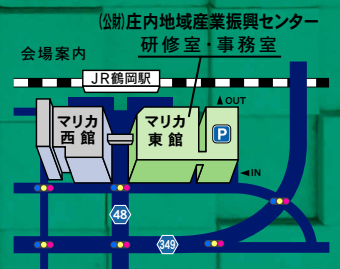 (公財)庄内地域産業振興センター
研修室・事務室
会場案内
JR鶴岡駅
OUT
マリカ
西館
マリカ
東館
P
IN
48
349